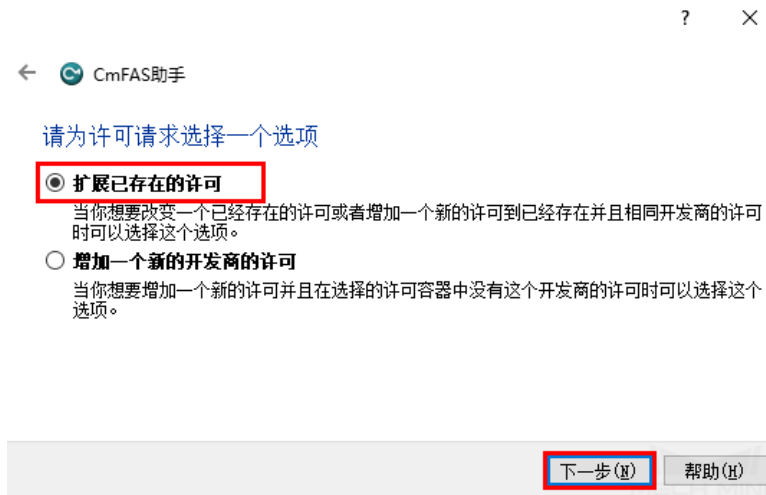 ?
CmFAS助手
请为许可请求选择一个选项
扩展已存在的许可
当你想要改变一个已经存在的许可或者增加一个新的许可到已经存在并且相同开发商的许可
时可以选择这个选项。
增加一个新的开发商的许可
当你想要增加一个新的许可并且在选择的许可容器中没有这个开发商的许可时可以选择这个
选项。
下一步(N) 帮助(H)